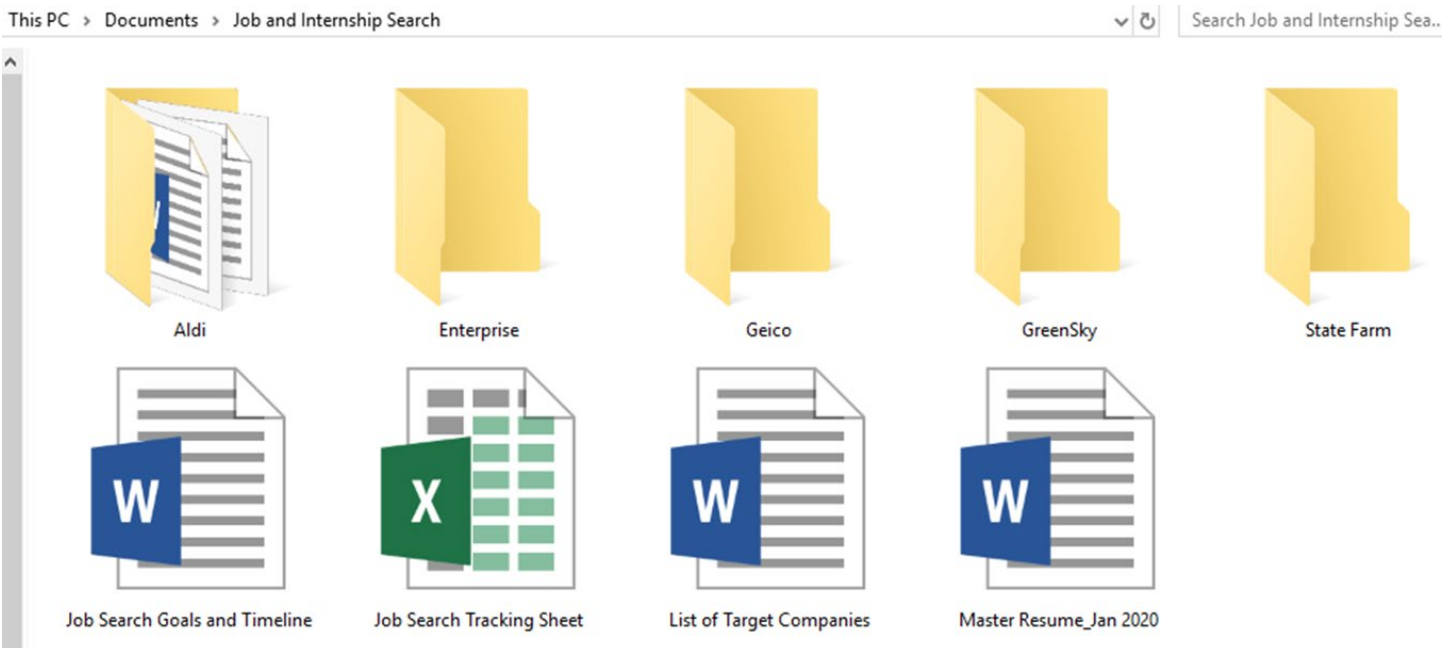 This PC > Documents > Job and Internship Search
Search Job and Internship Sea..
Aldi
Enterprise
Geico
GreenSky
State Farm
W
X
W
W
Job Search Goals and Timeline
Job Search Tracking Sheet
List of Target Companies
Master Resume_Jan 2020